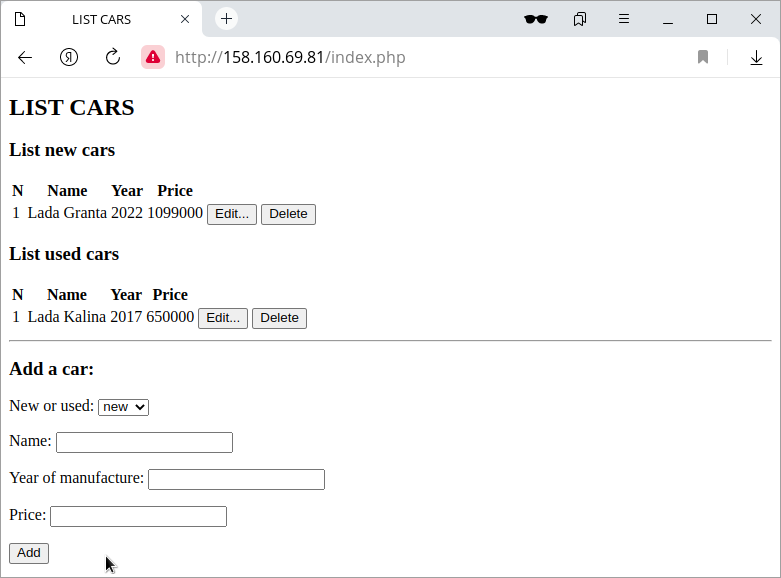 LIST CARS
http://158.160.69.81/index.php
LIST CARS
List new cars
N Name Year Price
1 Lada Granta 2022 1099000 Edit... Delete
List used cars
N Name Year Price
1 Lada Kalina 2017 650000 Edit... Delete
Add a car:
New or used: new
Name:
Year of manufacture:
Price:
Add